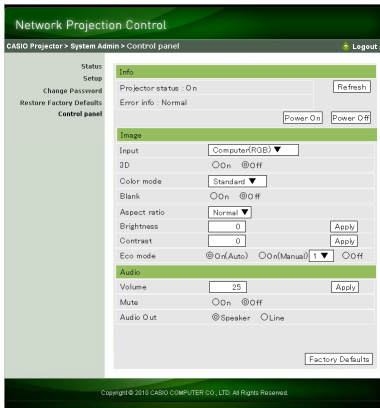 Network Projection Control
CASIO Projector > System Admin > Control panel
Logout
Status
Setup
Change Password
Restore Factory Defaults
Control panel
Info
Projector status : On
Refresh
Error info : Normal
Power On Power Off
Image
Input Computer(RGB) ▼
3D On Off
Color mode Standard ▼
Blank On Off
Aspect ratio Normal ▼
Brightness 0 Apply
Contrast 0 Apply
Eco mode On(Auto) On(Manual) 1 ▼ Off
Audio
Volume 25 Apply
Mute On Off
Audio Out Speaker Line
Factory Defaults
Copyright © 2010 CASIO COMPUTER CO., LTD. All Rights Reserved.